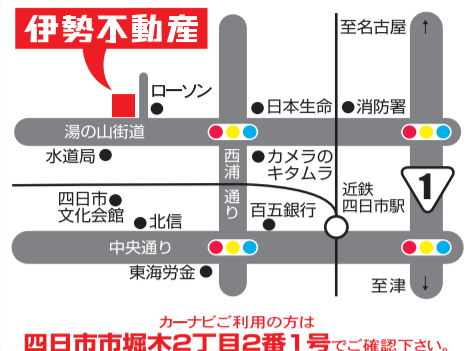 伊勢不動産
至名古屋
↑
ローソン
日本生命
消防署
湯の山街道
水道局
西浦通り
カメラの
キタムラ
1
四日市
文化会館
北信
百五銀行
近鉄
四日市駅
中央通り
東海労金
至津
↓
カーナビご利用の方は
四日市市堀木2丁目2番1号でご確認下さい。